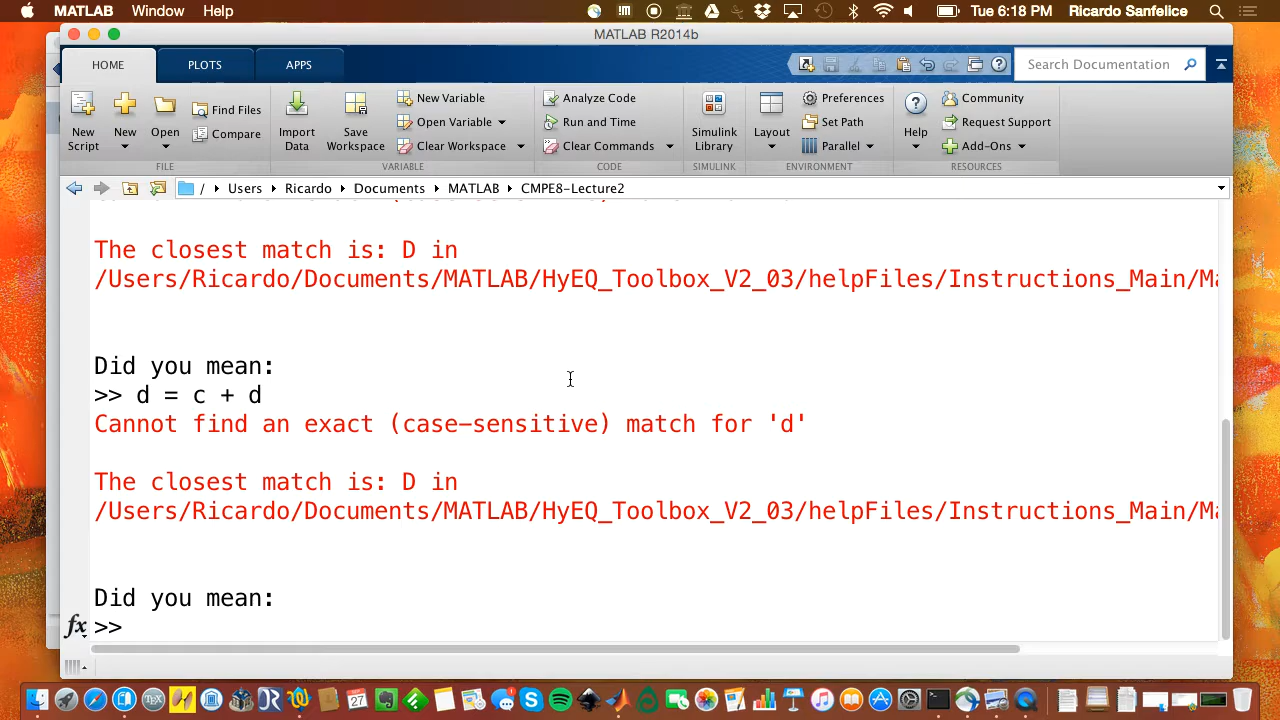 MATLAB Window Help Tue 6:18 PM Ricardo Sanfelice
MATLAB R2014b
HOME PLOTS APPS Search Documentation
New Script New Open Find Files Compare
Import Data Save Workspace New Variable Open Variable Clear Workspace
Analyze Code Run and Time Clear Commands
Simulink Library Layout Preferences Set Path Parallel
Help Community Request Support Add-Ons
FILE VARIABLE CODE SIMULINK ENVIRONMENT RESOURCES
/ Users Ricardo Documents MATLAB CMPE8-Lecture2
The closest match is: D in
/Users/Ricardo/Documents/MATLAB/HyEQ_Toolbox_V2_03/helpFiles/Instructions_Main/Ma
Did you mean:
>> d = c + d
Cannot find an exact (case-sensitive) match for 'd'
The closest match is: D in
/Users/Ricardo/Documents/MATLAB/HyEQ_Toolbox_V2_03/helpFiles/Instructions_Main/Ma
Did you mean:
fx >>